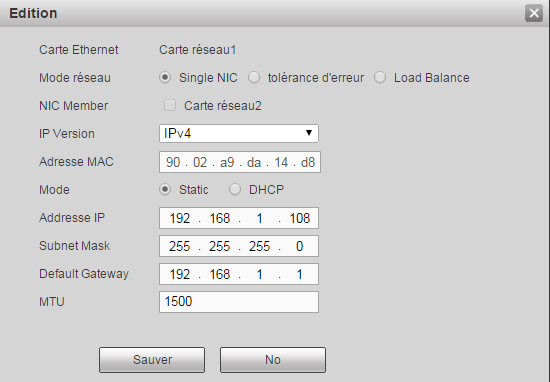 Edition
Carte Ethernet Carte réseau1
Mode réseau Single NIC tolérance d'erreur Load Balance
NIC Member Carte réseau2
IP Version IPv4
Adresse MAC 90 . 02 . a9 . da . 14 . d8
Mode Static DHCP
Addresse IP 192 . 168 . 1 . 108
Subnet Mask 255 . 255 . 255 . 0
Default Gateway 192 . 168 . 1 . 1
MTU 1500
Sauver No